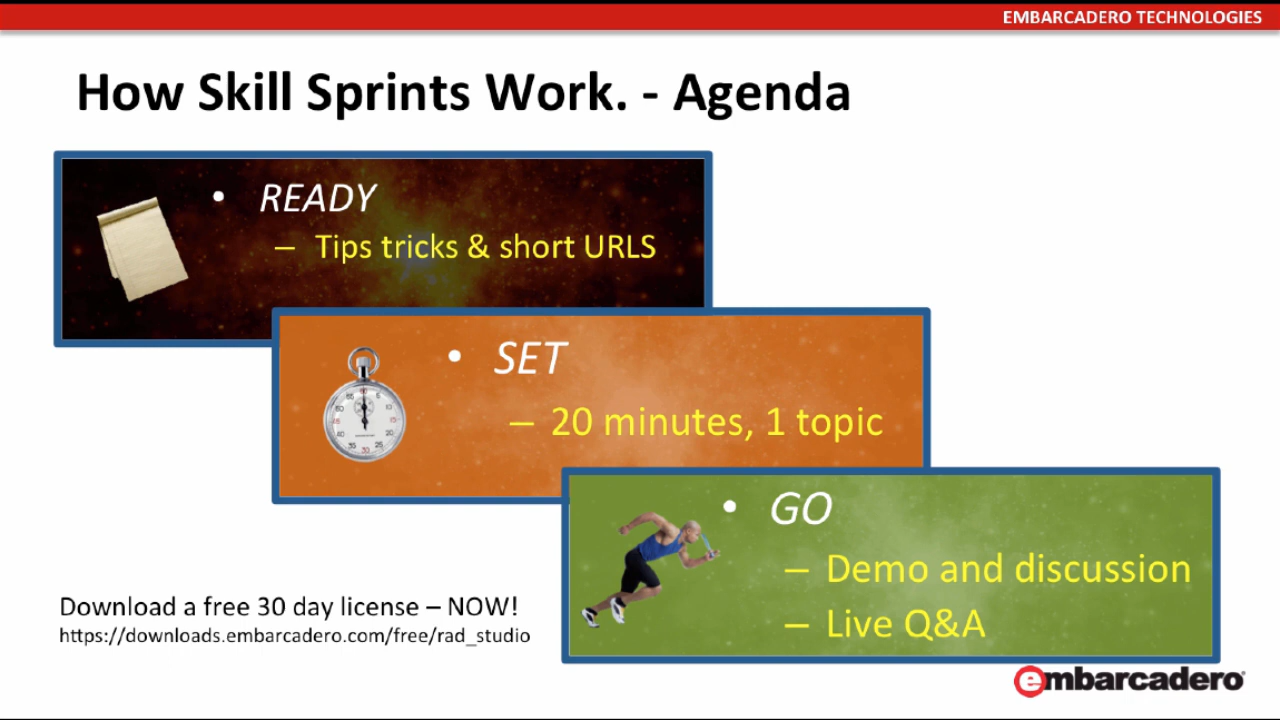 EMBARCADERO TECHNOLOGIES
How Skill Sprints Work. - Agenda
• READY
– Tips tricks & short URLS
• SET
– 20 minutes, 1 topic
• GO
– Demo and discussion
– Live Q&A
Download a free 30 day license – NOW!
https://downloads.embarcadero.com/free/rad_studio
embarcadero